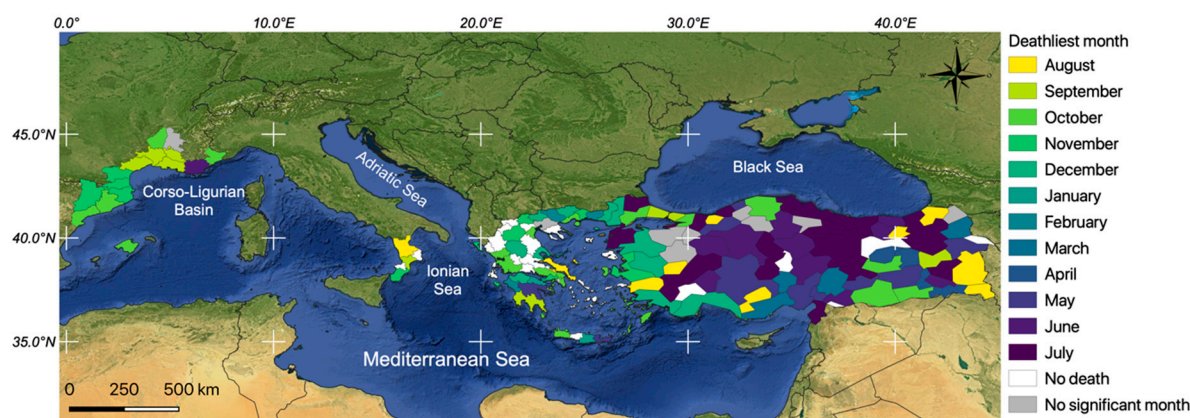 0.0° 10.0°E 20.0°E 30.0°E 40.0°E
Deathliest month
August
September
October
November
December
January
February
March
April
May
June
July
No death
No significant month
45.0°N
40.0°N
35.0°N
Adriatic Sea
Black Sea
Corso-Ligurian
Basin
Ionian
Sea
Mediterranean Sea
0 250 500 km